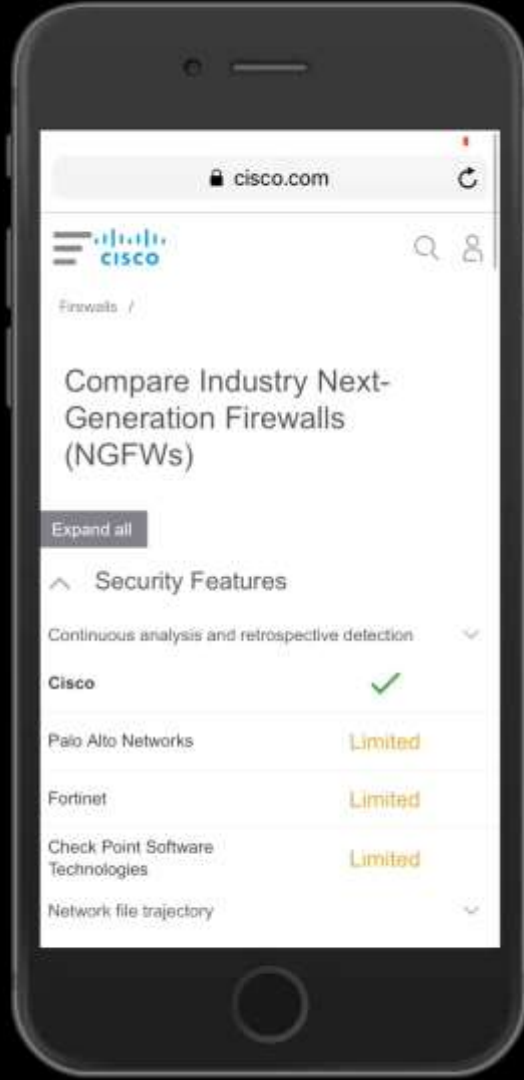 cisco.com
CISCO
Firewalls /
Compare Industry Next-
Generation Firewalls
(NGFWs)
Expand all
Security Features
Continuous analysis and retrospective detection
Cisco
Palo Alto Networks Limited
Fortinet Limited
Check Point Software
Technologies Limited
Network file trajectory